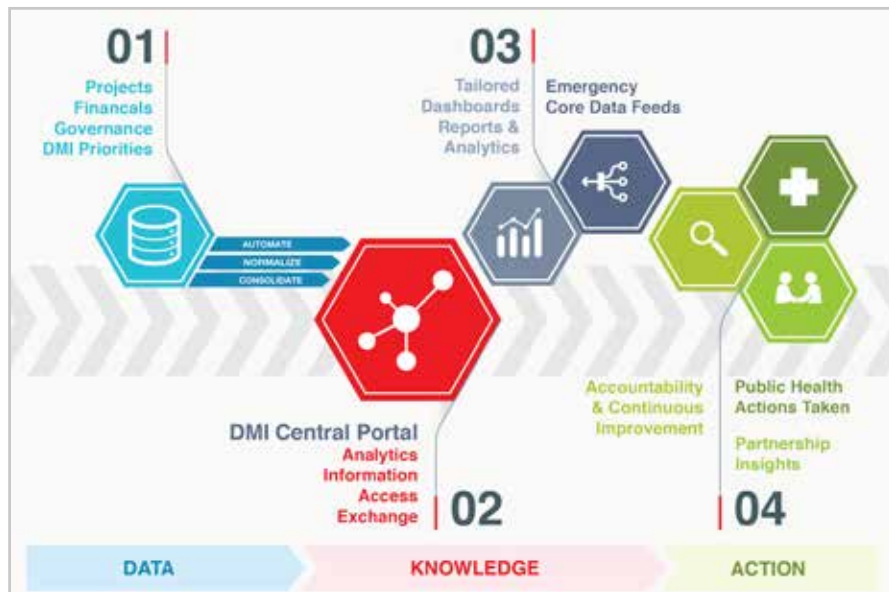 01
Projects
Financals
Governance
DMI Priorities
AUTOMATE
NORMALIZE
CONSOLIDATE
DMI Central Portal
Analytics
Information
Access
Exchange
02
03
Tailored
Dashboards
Reports &
Analytics
Emergency
Core Data Feeds
Accountability
& Continuous
Improvement
Public Health
Actions Taken
Partnership
Insights
04
DATA
KNOWLEDGE
ACTION